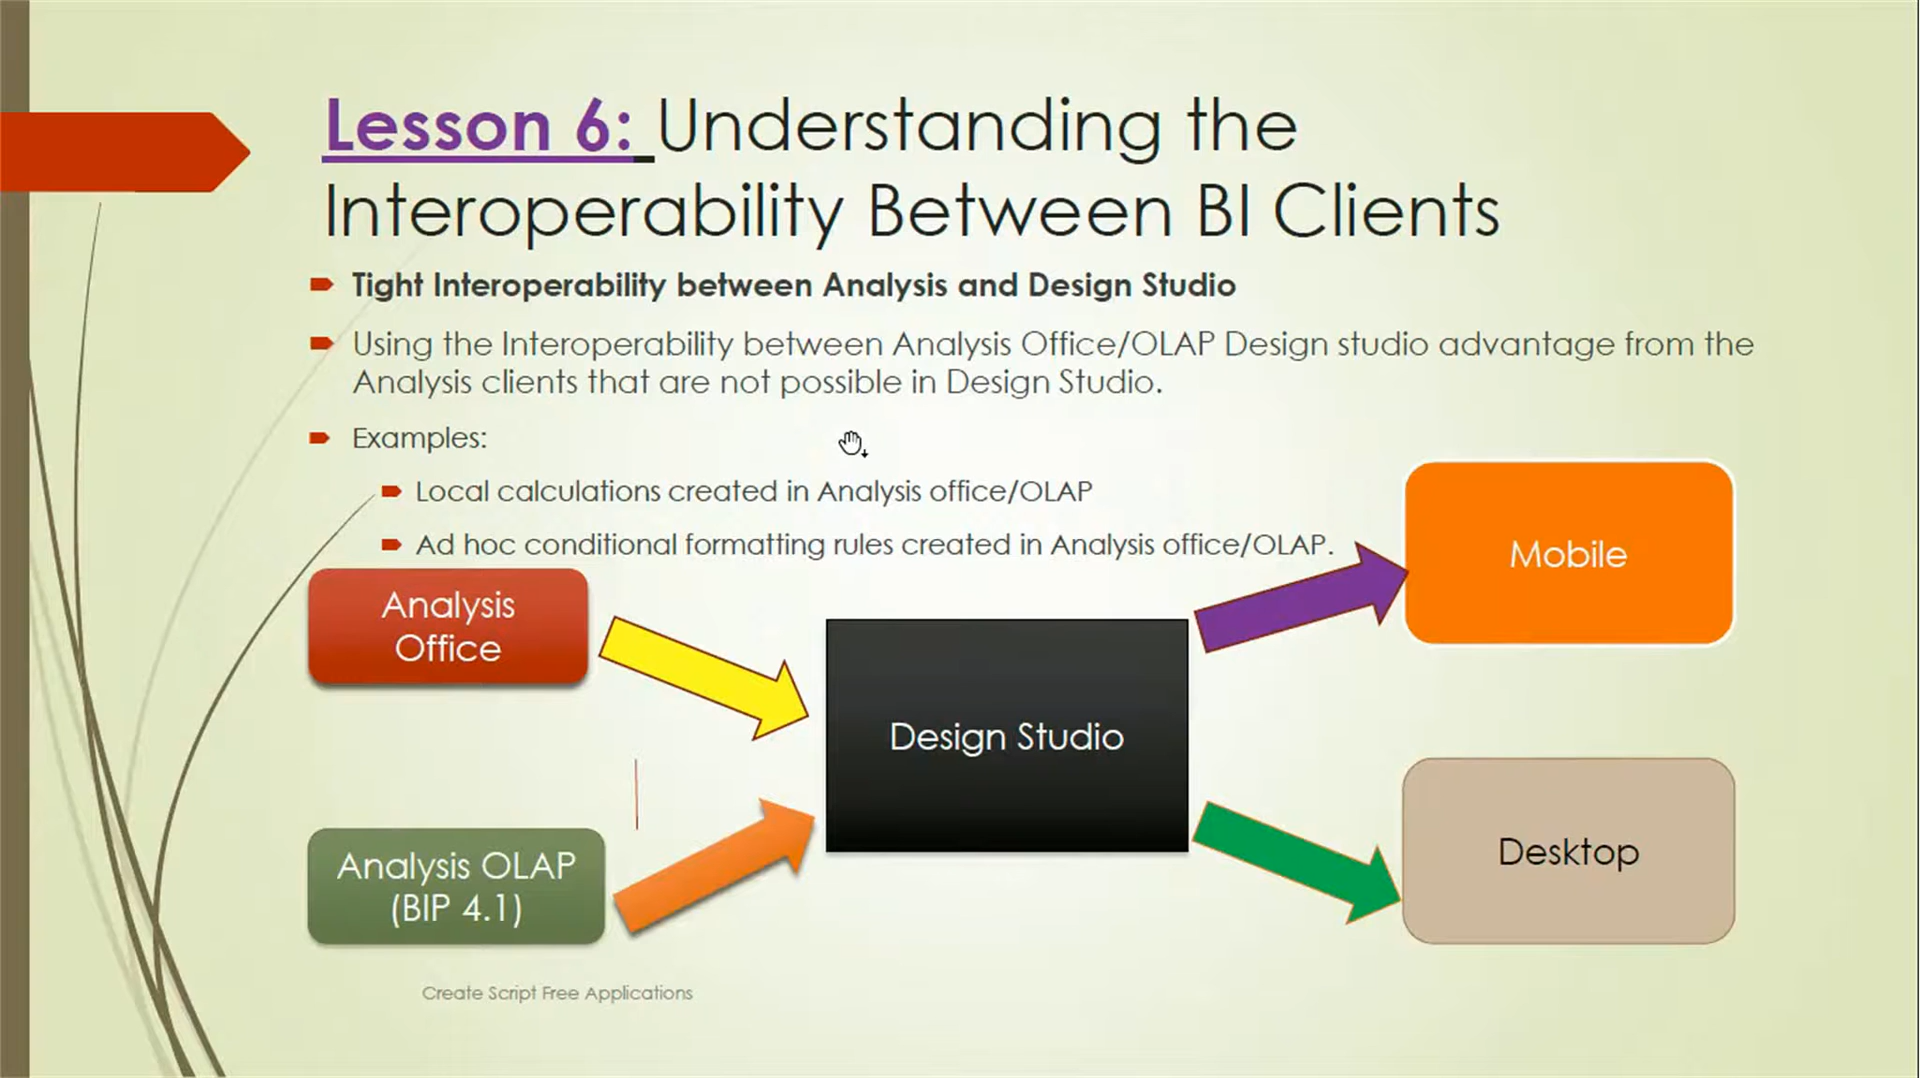 Lesson 6: Understanding the
Interoperability Between BI Clients
Tight Interoperability between Analysis and Design Studio
Using the Interoperability between Analysis Office/OLAP Design studio advantage from the
Analysis clients that are not possible in Design Studio.
Examples:
Local calculations created in Analysis office/OLAP
Ad hoc conditional formatting rules created in Analysis office/OLAP.
Mobile
Analysis
Office
Design Studio
Analysis OLAP
(BIP 4.1)
Desktop
Create Script Free Applications